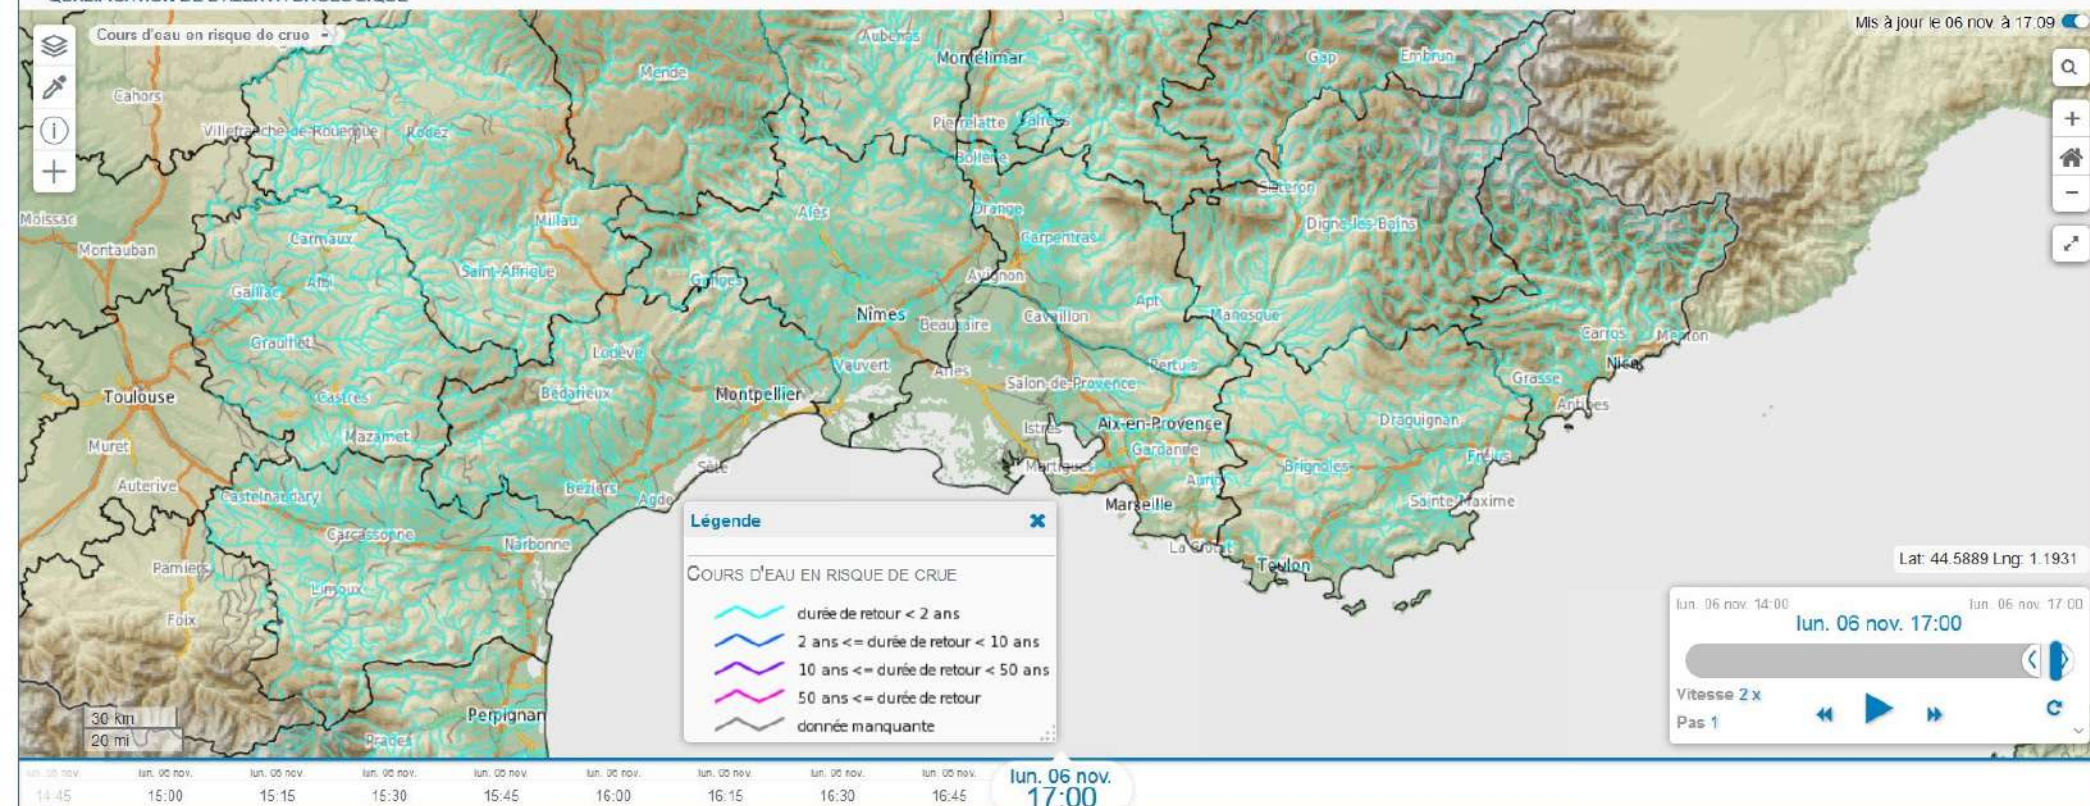 Cours d'eau en risque de crue
Mis à jour le 06 nov. à 17:09
Aubenas
Montélimar
Gap
Embrun
Mende
Cahors
Villefranche-de-Rouergue
Rodez
Pierrelatte
Valréas
Bollène
Sisteron
Moissac
Montauban
Carmaux
Millau
Alès
Orange
Digne-les-Bains
Carpentras
Gaillac
Albi
Saint-Affrique
Ganges
Avignon
Apt
Nîmes
Beaucaire
Cavaillon
Manosque
Graulhet
Lodève
Carros
Menton
Vauvert
Arles
Pertuis
Nice
Toulouse
Castres
Bédarieux
Montpellier
Salon-de-Provence
Grasse
Antibes
Mazamet
Istres
Aix-en-Provence
Draguignan
Muret
Gardanne
Sète
Martigues
Brignoles
Fréjus
Auterive
Castelnaudary
Béziers
Agde
Marseille
Sainte-Maxime
Carcassonne
Narbonne
La Ciotat
Toulon
Pamiers
Limoux
Foix
Perpignan
Prades
30 km
20 mi
Légende
COURS D'EAU EN RISQUE DE CRUE
durée de retour < 2 ans
2 ans <= durée de retour < 10 ans
10 ans <= durée de retour < 50 ans
50 ans <= durée de retour
donnée manquante
Lat: 44.5889 Lng: 1.1931
lun. 06 nov. 14:00
lun. 06 nov. 17:00
lun. 06 nov. 17:00
Vitesse 2 x
Pas 1
lun. 06 nov. lun. 06 nov. lun. 06 nov. lun. 06 nov. lun. 06 nov. lun. 06 nov. lun. 06 nov. lun. 06 nov. lun. 06 nov. lun. 06 nov.
14:45 15:00 15:15 15:30 15:45 16:00 16:15 16:30 16:45 17:00